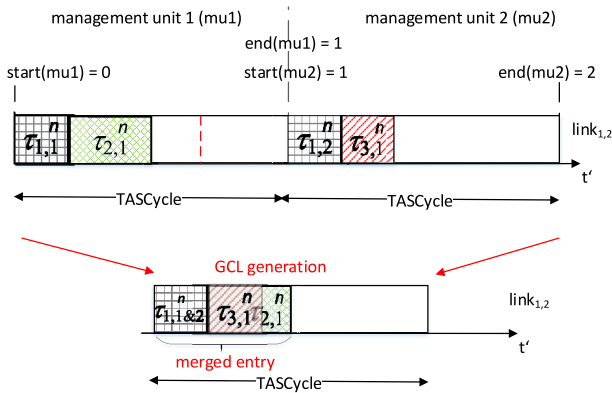 management unit 1 (mu1) management unit 2 (mu2)
end(mu1) = 1
start(mu1) = 0 start(mu2) = 1 end(mu2) = 2
τ1,1 n τ2,1 n τ1,2 n τ3,1 n link1,2
t‘
TASCycle TASCycle
GCL generation
τ1,1&2 n τ3,1 n τ2,1 n link1,2
t‘
merged entry
TASCycle